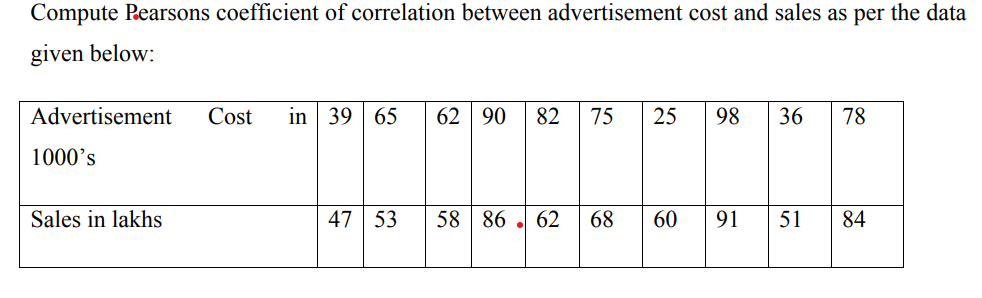 Compute Pearsons coefficient of correlation between advertisement cost and sales as per the data
given below:
Advertisement Cost in 39 65 62 90 82 75 25 98 36 78
1000’s
Sales in lakhs 47 53 58 86 62 68 60 91 51 84